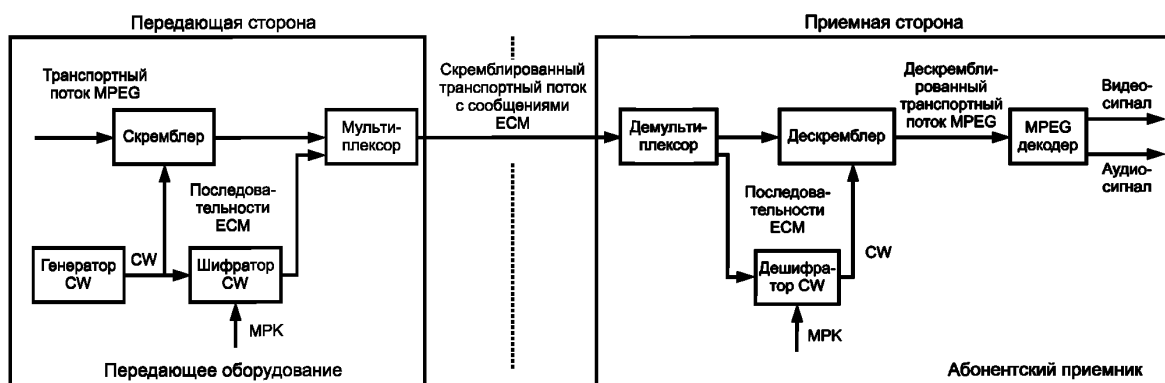 Передающая сторона
Приемная сторона
Транспортный
поток MPEG
Скремблер
Мульти-
плексор
Скремблированный
транспортный поток
с сообщениями
ECM
Демульти-
плексор
Дескремблер
Дескрембли-
рованный
транспортный
поток MPEG
MPEG
декодер
Видео-
сигнал
Аудио-
сигнал
Последова-
тельности
ECM
Генератор
CW
CW
Шифратор
CW
MPK
Последова-
тельности
ECM
Дешифра-
тор CW
CW
MPK
Передающее оборудование
Абонентский приемник